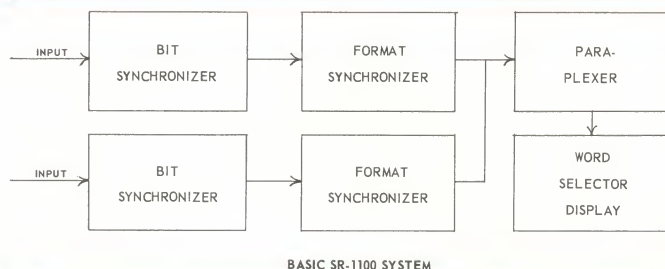 INPUT
BIT
SYNCHRONIZER
FORMAT
SYNCHRONIZER
PARA-
PLEXER
INPUT
BIT
SYNCHRONIZER
FORMAT
SYNCHRONIZER
WORD
SELECTOR
DISPLAY
BASIC SR-1100 SYSTEM